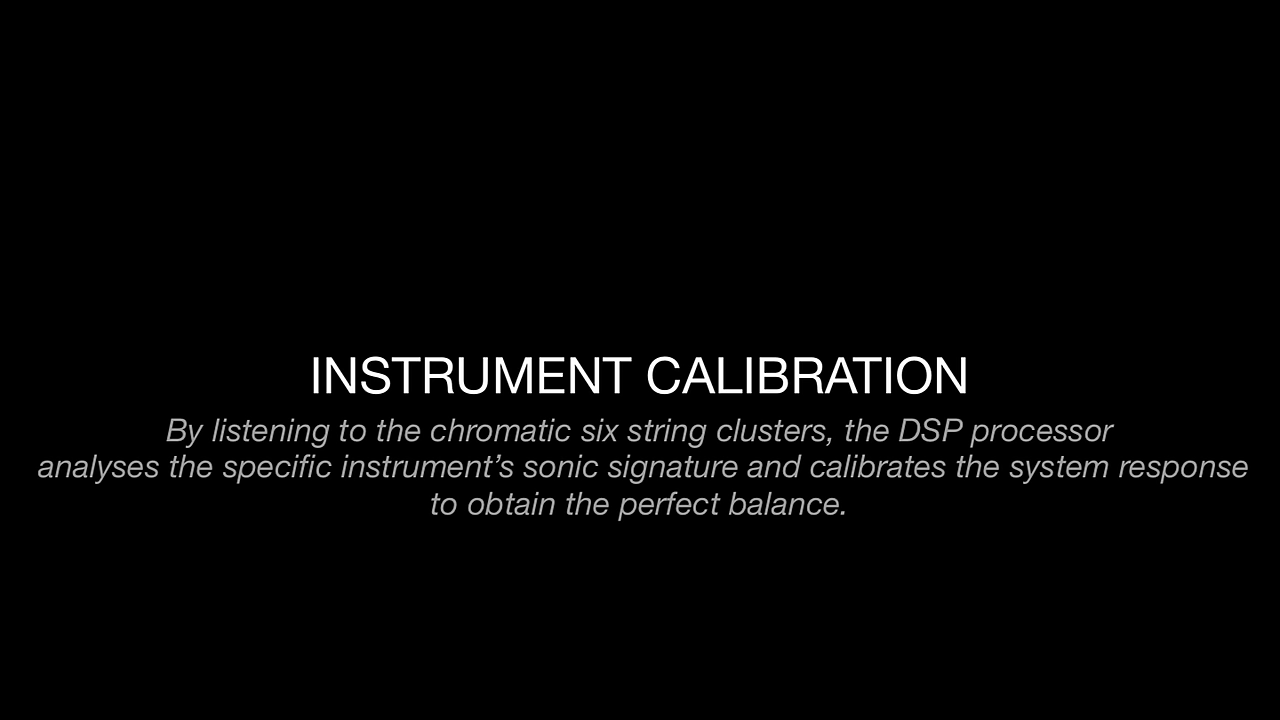 INSTRUMENT CALIBRATION
By listening to the chromatic six string clusters, the DSP processor
analyses the specific instrument’s sonic signature and calibrates the system response
to obtain the perfect balance.